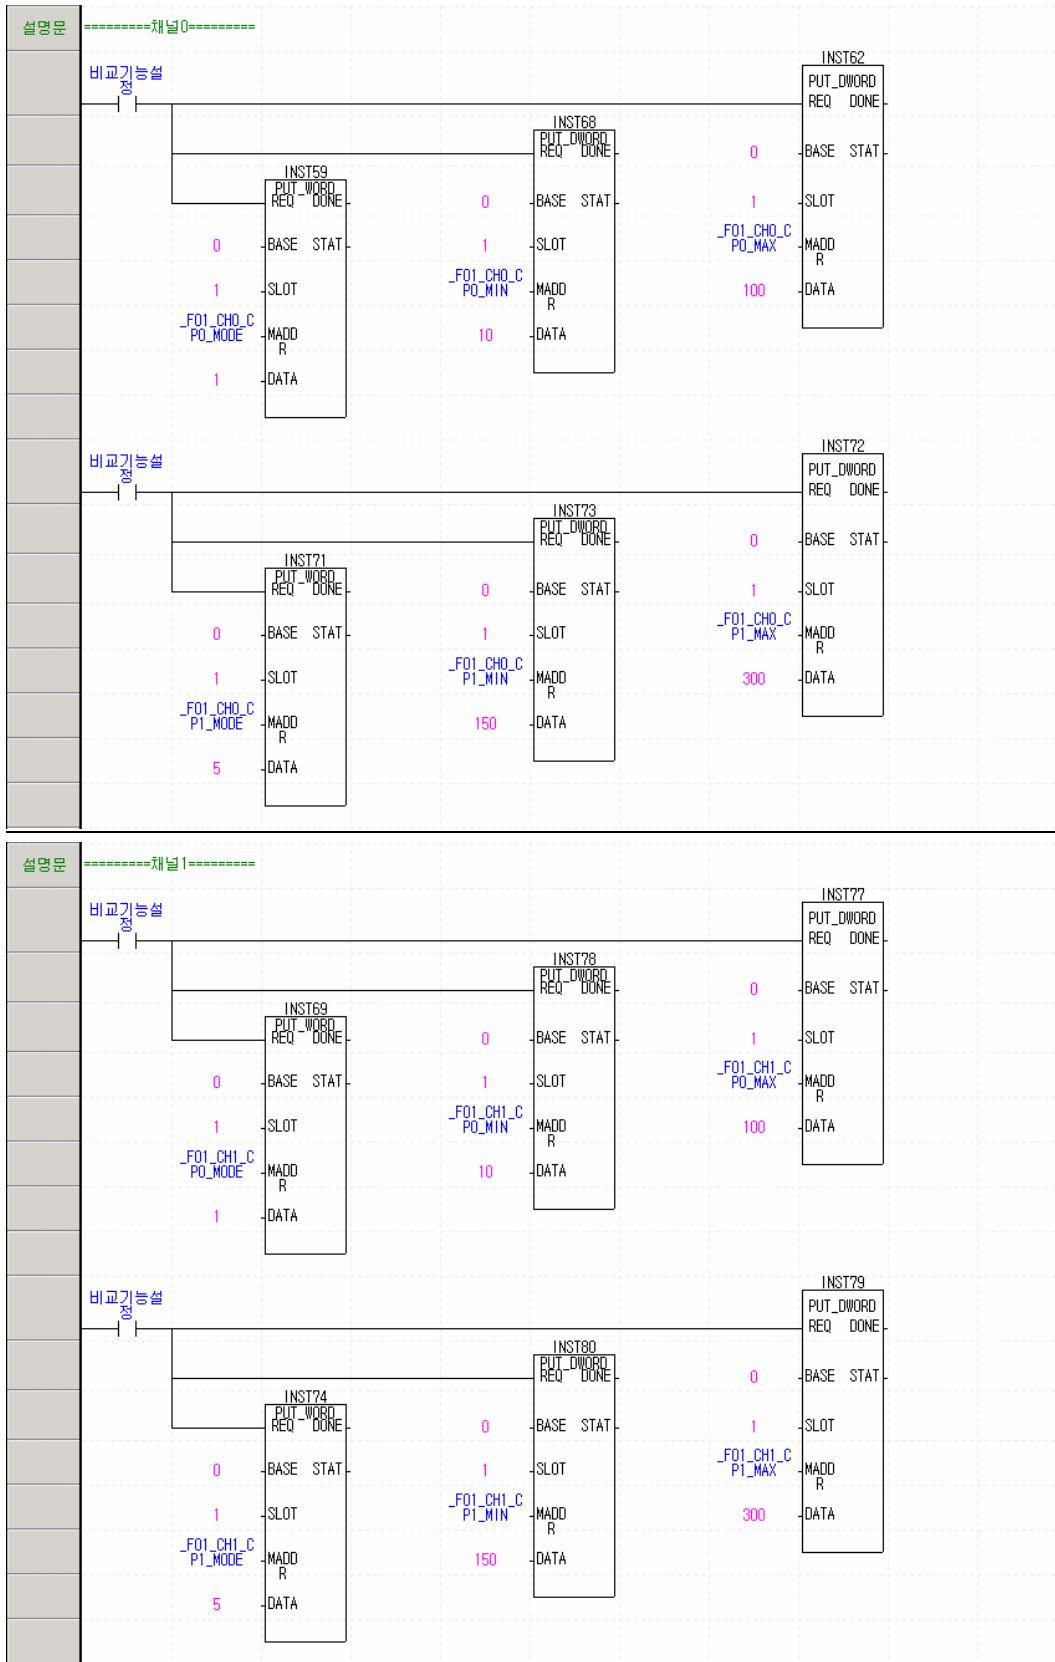 설명문 =========채널0=========
비교기능설
정
INST62
PUT_DWORD
REQ DONE
0 BASE STAT
1 SLOT
_F01_CH0_C
P0_MAX MADD
R
100 DATA
INST68
PUT_DWORD
REQ DONE
0 BASE STAT
1 SLOT
_F01_CH0_C
P0_MIN MADD
R
10 DATA
INST59
PUT_WORD
REQ DONE
0 BASE STAT
1 SLOT
_F01_CH0_C
P0_MODE MADD
R
1 DATA
비교기능설
정
INST72
PUT_DWORD
REQ DONE
0 BASE STAT
1 SLOT
_F01_CH0_C
P1_MAX MADD
R
300 DATA
INST73
PUT_DWORD
REQ DONE
0 BASE STAT
1 SLOT
_F01_CH0_C
P1_MIN MADD
R
150 DATA
INST71
PUT_WORD
REQ DONE
0 BASE STAT
1 SLOT
_F01_CH0_C
P1_MODE MADD
R
5 DATA
설명문 =========채널1=========
비교기능설
정
INST77
PUT_DWORD
REQ DONE
0 BASE STAT
1 SLOT
_F01_CH1_C
P0_MAX MADD
R
100 DATA
INST78
PUT_DWORD
REQ DONE
0 BASE STAT
1 SLOT
_F01_CH1_C
P0_MIN MADD
R
10 DATA
INST69
PUT_WORD
REQ DONE
0 BASE STAT
1 SLOT
_F01_CH1_C
P0_MODE MADD
R
1 DATA
비교기능설
정
INST79
PUT_DWORD
REQ DONE
0 BASE STAT
1 SLOT
_F01_CH1_C
P1_MAX MADD
R
300 DATA
INST80
PUT_DWORD
REQ DONE
0 BASE STAT
1 SLOT
_F01_CH1_C
P1_MIN MADD
R
150 DATA
INST74
PUT_WORD
REQ DONE
0 BASE STAT
1 SLOT
_F01_CH1_C
P1_MODE MADD
R
5 DATA